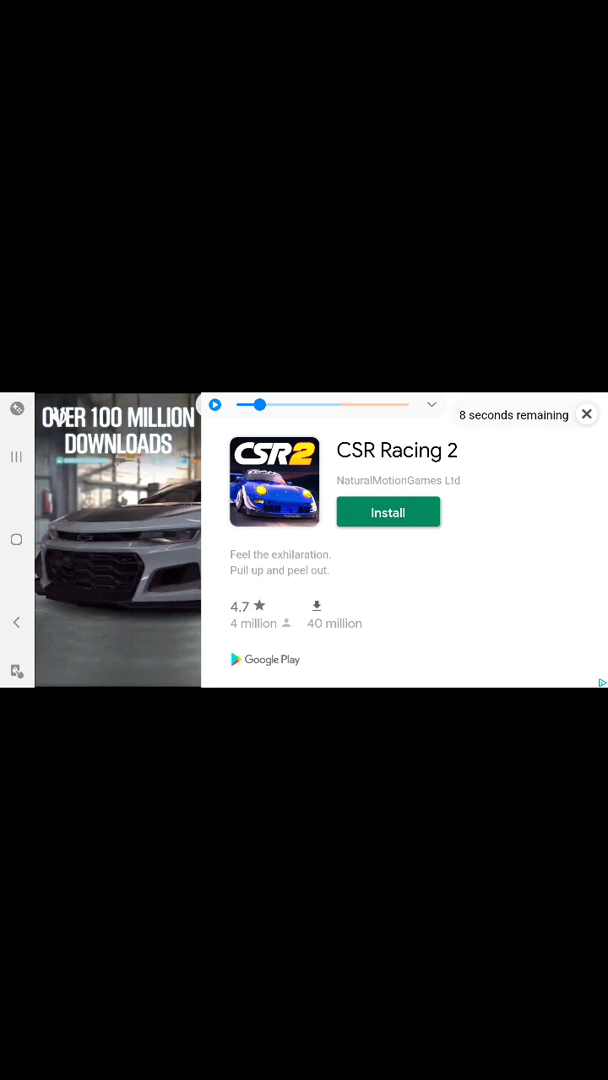 OVER 100 MILLION
DOWNLOADS
8 seconds remaining
CSR2
CSR Racing 2
NaturalMotionGames Ltd
Install
Feel the exhilaration.
Pull up and peel out.
4.7
4 million
40 million
Google Play